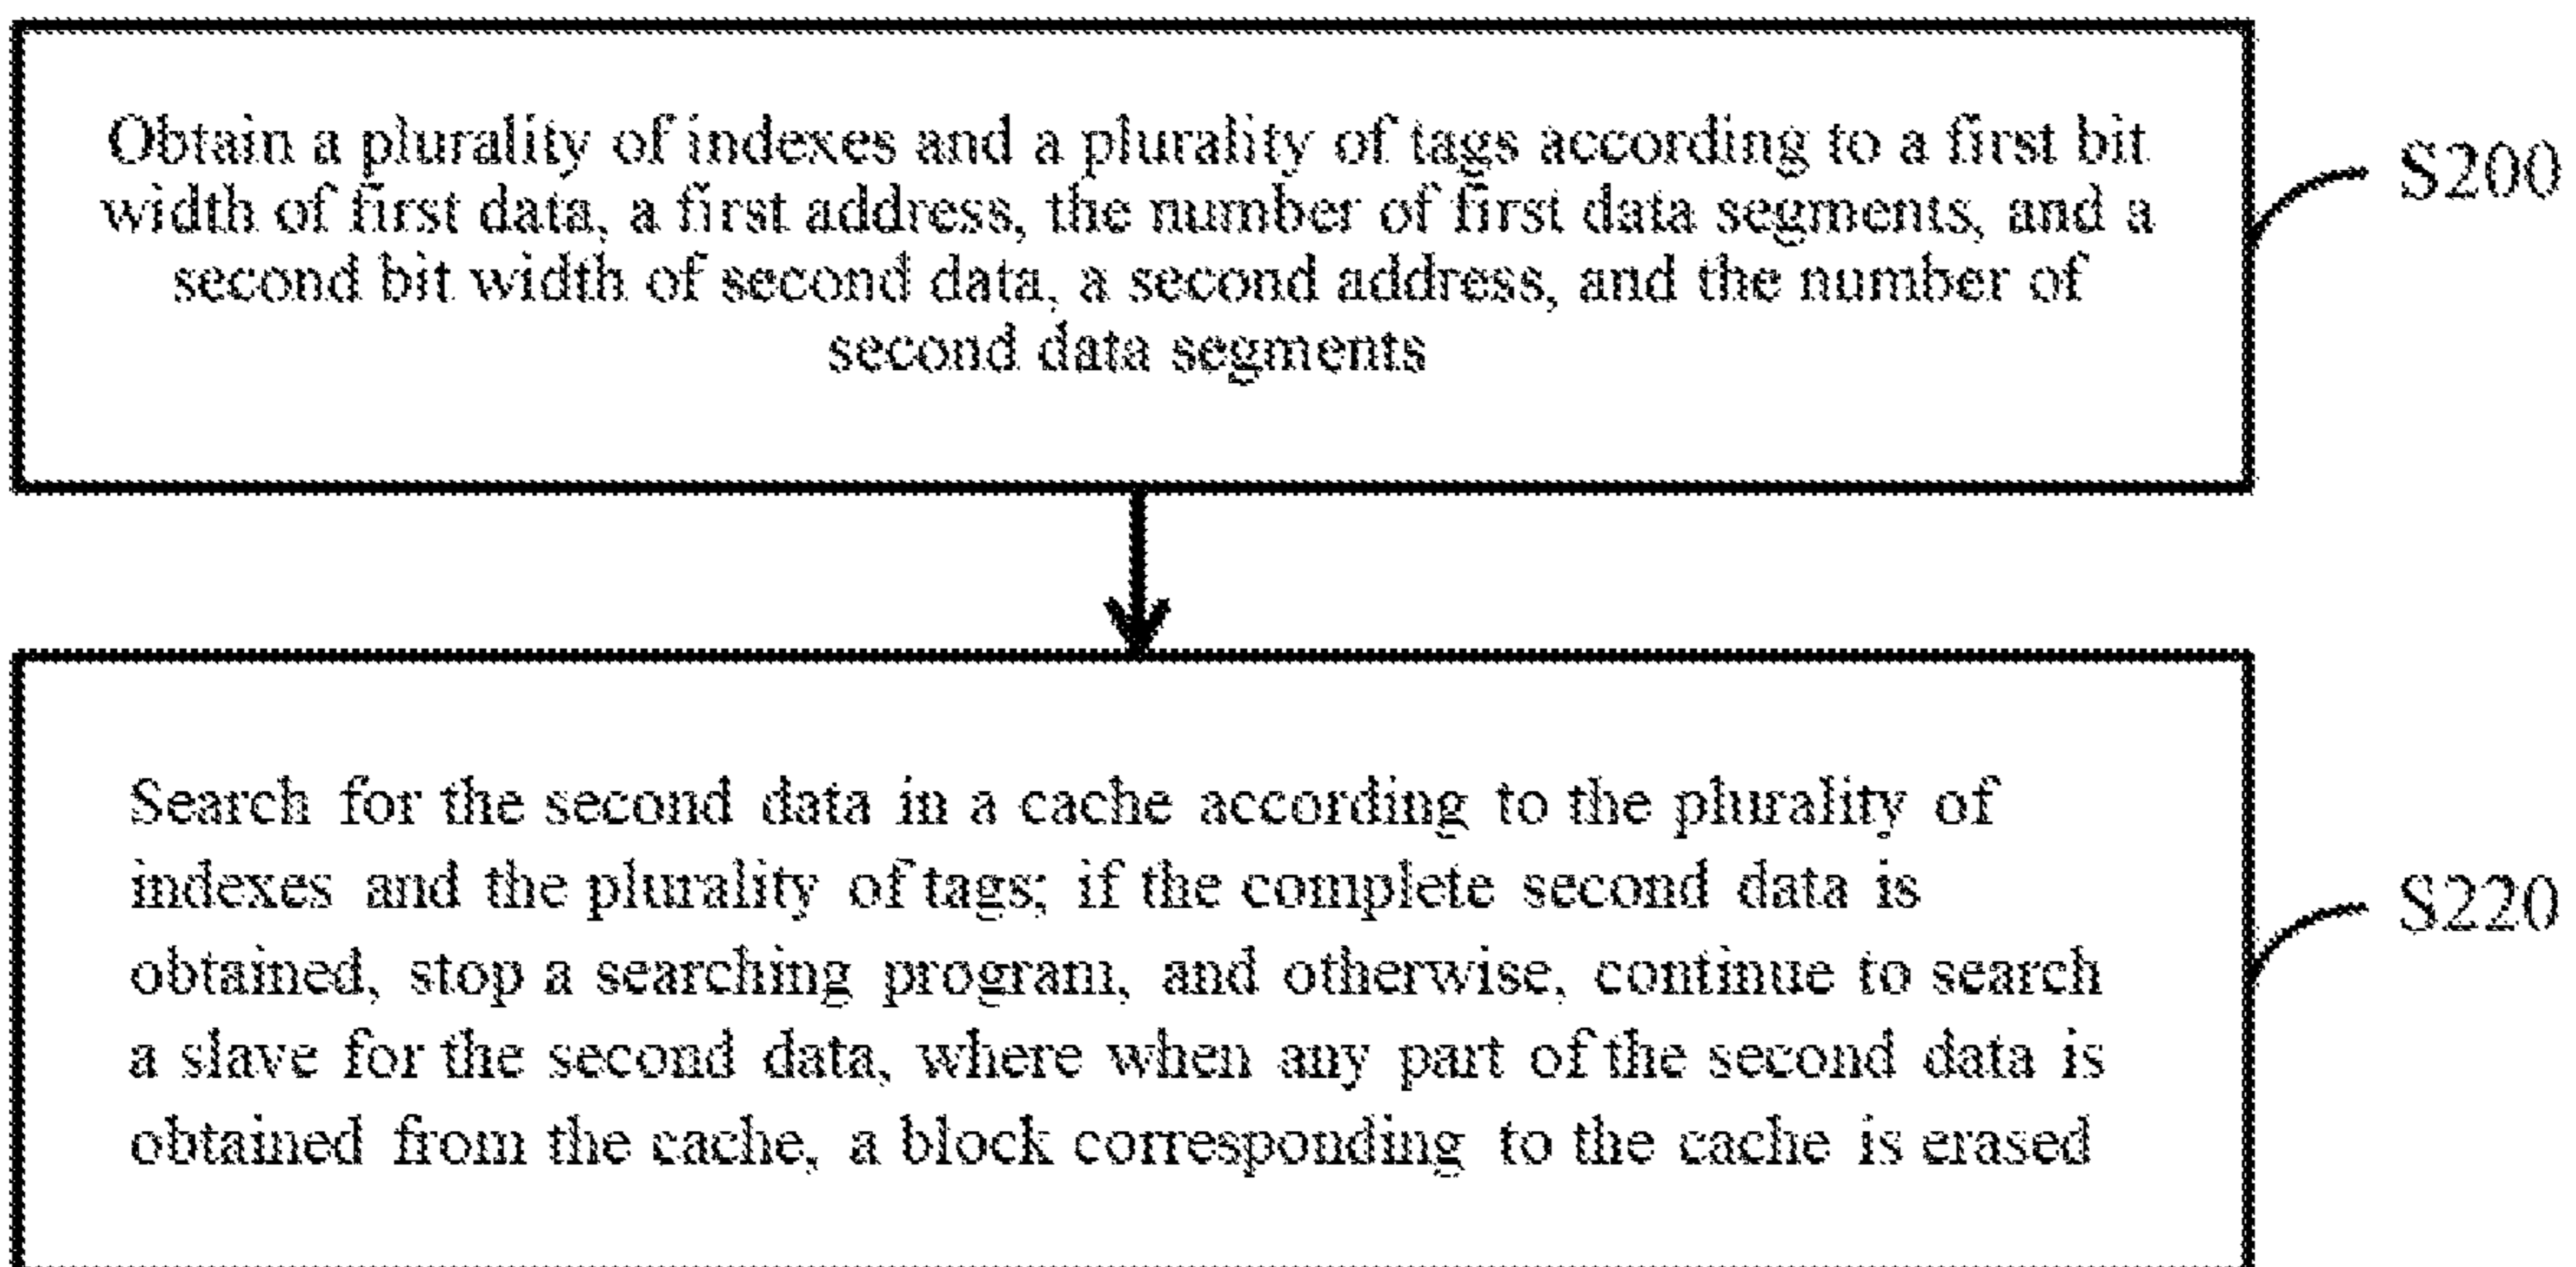 Obtain a plurality of indexes and a plurality of tags according to a first bit
width of first data, a first address, the number of first data segments, and a
second bit width of second data, a second address, and the number of
second data segments
S200
Search for the second data in a cache according to the plurality of
indexes and the plurality of tags; if the complete second data is
obtained, stop a searching program, and otherwise, continue to search
a slave for the second data, where when any part of the second data is
obtained from the cache, a block corresponding to the cache is erased
S220